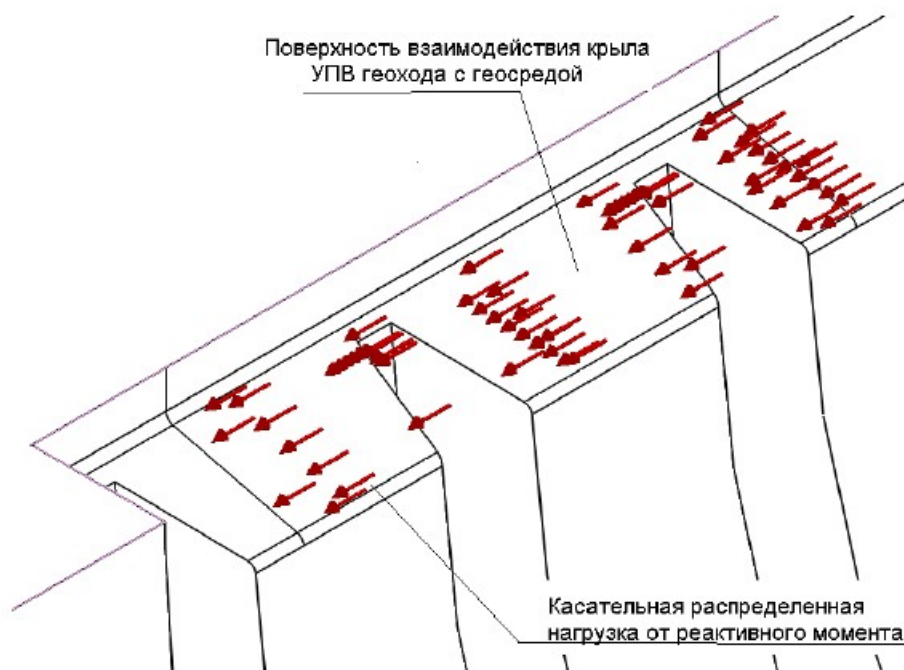 Поверхность взаимодействия крыла
УПВ геохода с геосредой
Касательная распределенная
нагрузка от реактивного момента